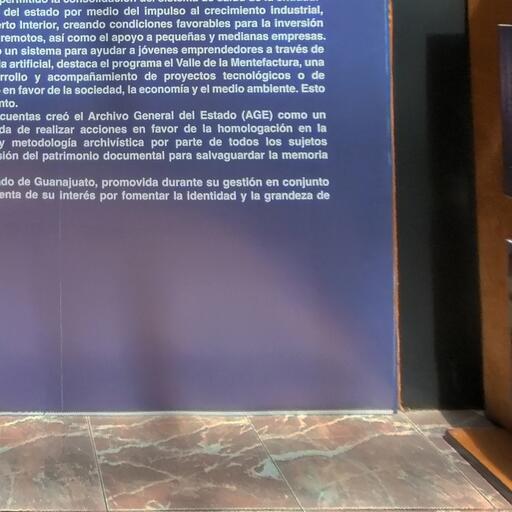 del estado por medio del impulso al crecimiento industrial,
rto Interior, creando condiciones favorables para la inversión
remotos, así como el apoyo a pequeñas y medianas empresas.
un sistema para ayudar a jóvenes emprendedores a través de
a artificial, destaca el programa el Valle de la Mentefactura, una
rrollo y acompañamiento de proyectos tecnológicos o de
en favor de la sociedad, la economía y el medio ambiente. Esto
nto.
cuentas creó el Archivo General del Estado (AGE) como un
da de realizar acciones en favor de la homologación en la
y metodología archivística por parte de todos los sujetos
sión del patrimonio documental para salvaguardar la memoria
do de Guanajuato, promovida durante su gestión en conjunto
enta de su interés por fomentar la identidad y la grandeza de